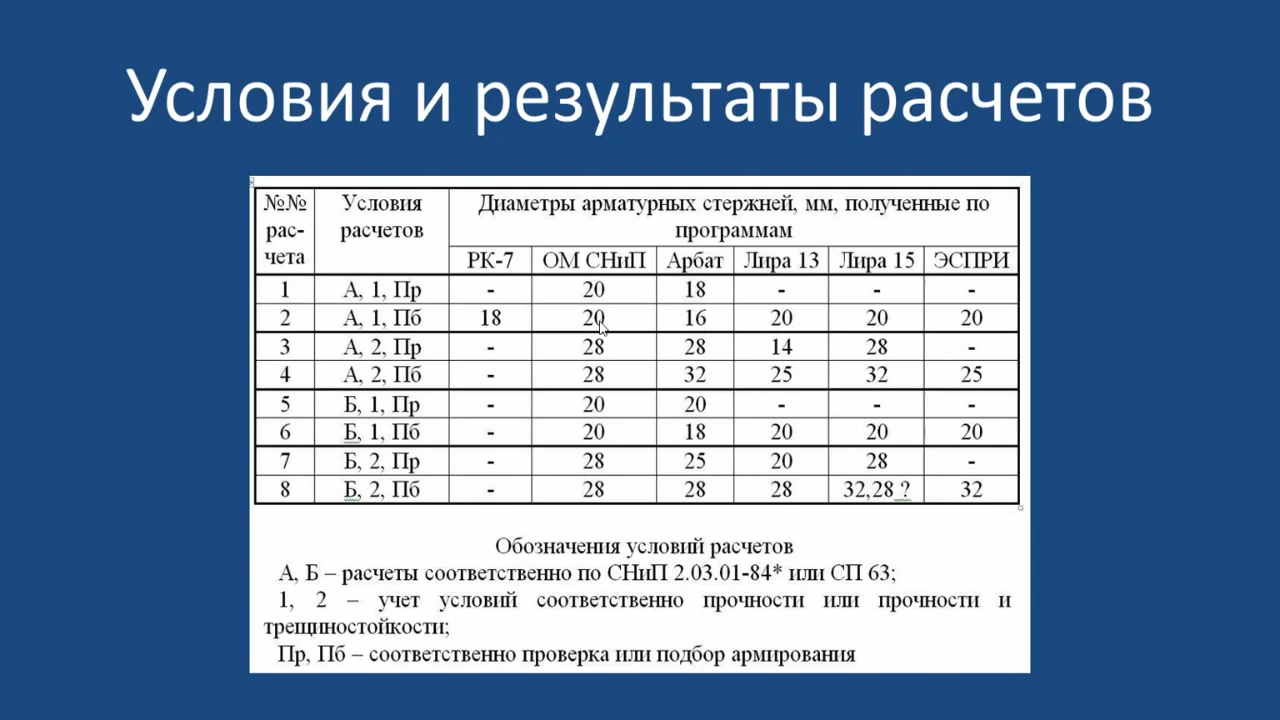 Условия и результаты расчетов
№№ рас-чета | Условия расчетов | Диаметры арматурных стержней, мм, полученные по программам
РК-7 | ОМ СНиП | Арбат | Лира 13 | Лира 15 | ЭСПРИ
1 | А, 1, Пр | - | 20 | 18 | - | - | -
2 | А, 1, Пб | 18 | 20 | 16 | 20 | 20 | 20
3 | А, 2, Пр | - | 28 | 28 | 14 | 28 | -
4 | А, 2, Пб | - | 28 | 32 | 25 | 32 | 25
5 | Б, 1, Пр | - | 20 | 20 | - | - | -
6 | Б, 1, Пб | - | 20 | 18 | 20 | 20 | 20
7 | Б, 2, Пр | - | 28 | 25 | 20 | 28 | -
8 | Б, 2, Пб | - | 28 | 28 | 28 | 32,28 ? | 32
Обозначения условий расчетов
А, Б – расчеты соответственно по СНиП 2.03.01-84* или СП 63;
1, 2 – учет условий соответственно прочности или прочности и
трещиностойкости;
Пр, Пб – соответственно проверка или подбор армирования